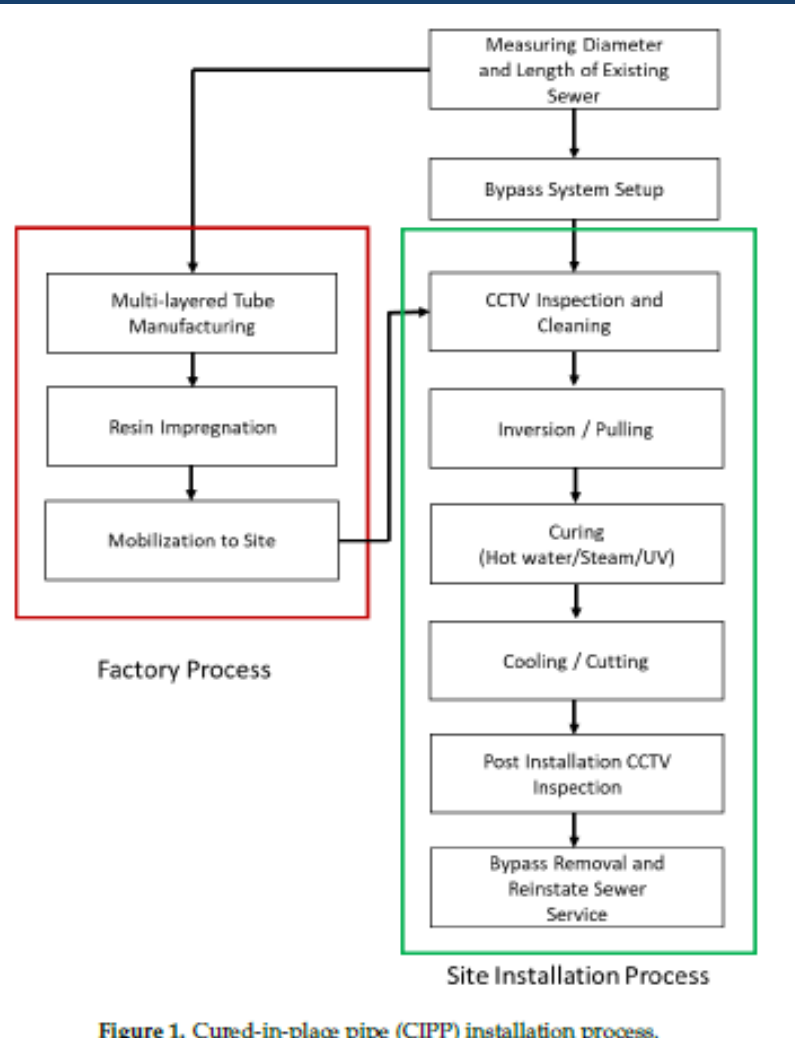 Measuring Diameter
and Length of Existing
Sewer
Bypass System Setup
Multi-layered Tube
Manufacturing
Resin Impregnation
Mobilization to Site
Factory Process
CCTV Inspection and
Cleaning
Inversion / Pulling
Curing
(Hot water/Steam/UV)
Cooling / Cutting
Post Installation CCTV
Inspection
Bypass Removal and
Reinstate Sewer
Service
Site Installation Process
Figure 1. Cured-in-place pipe (CIPP) installation process.